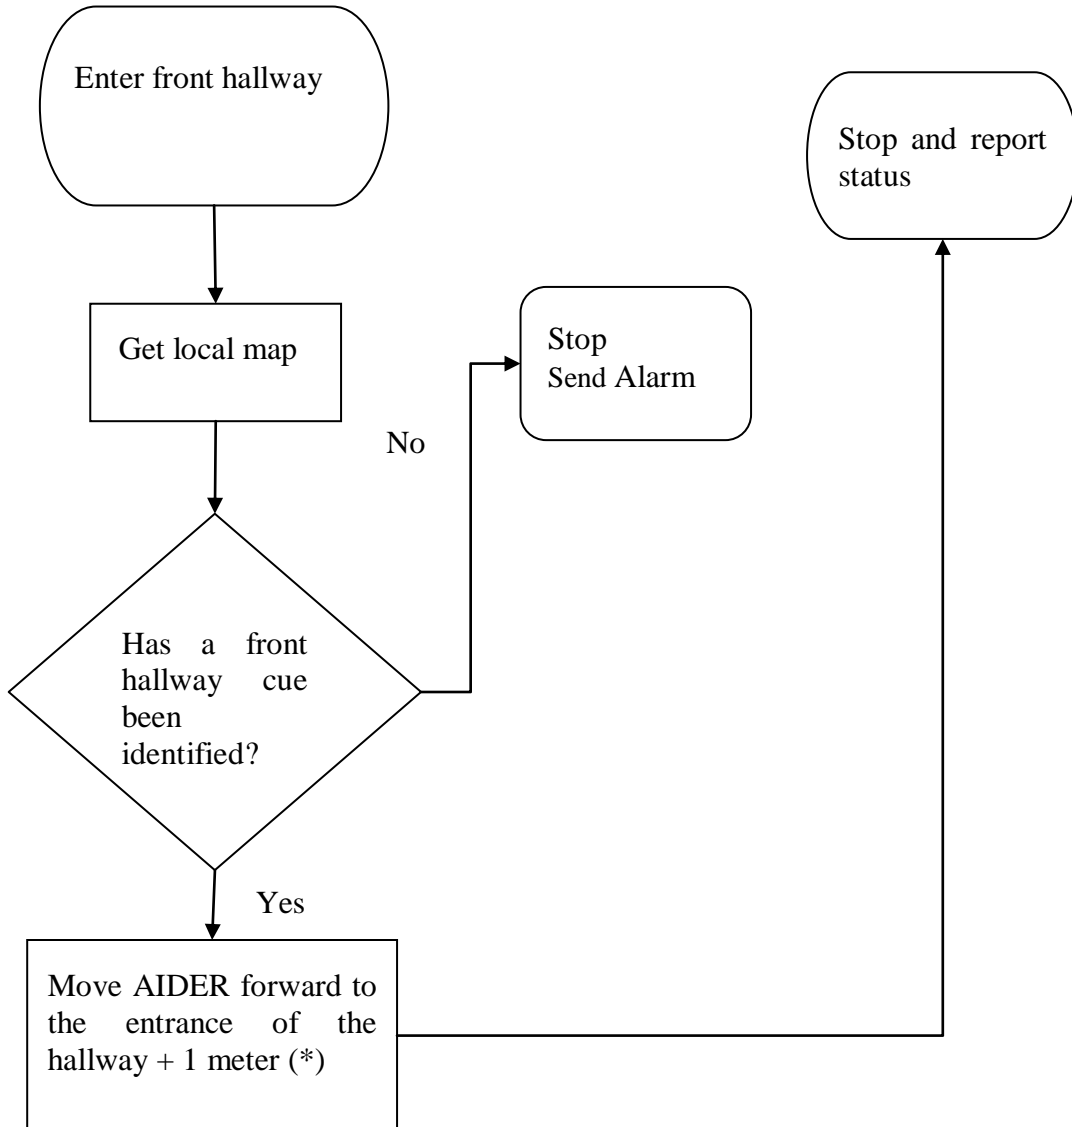 Enter front hallway
Stop and report
status
Get local map
Stop
Send Alarm
No
Has a front
hallway cue
been
identified?
Yes
Move AIDER forward to
the entrance of the
hallway + 1 meter (*)